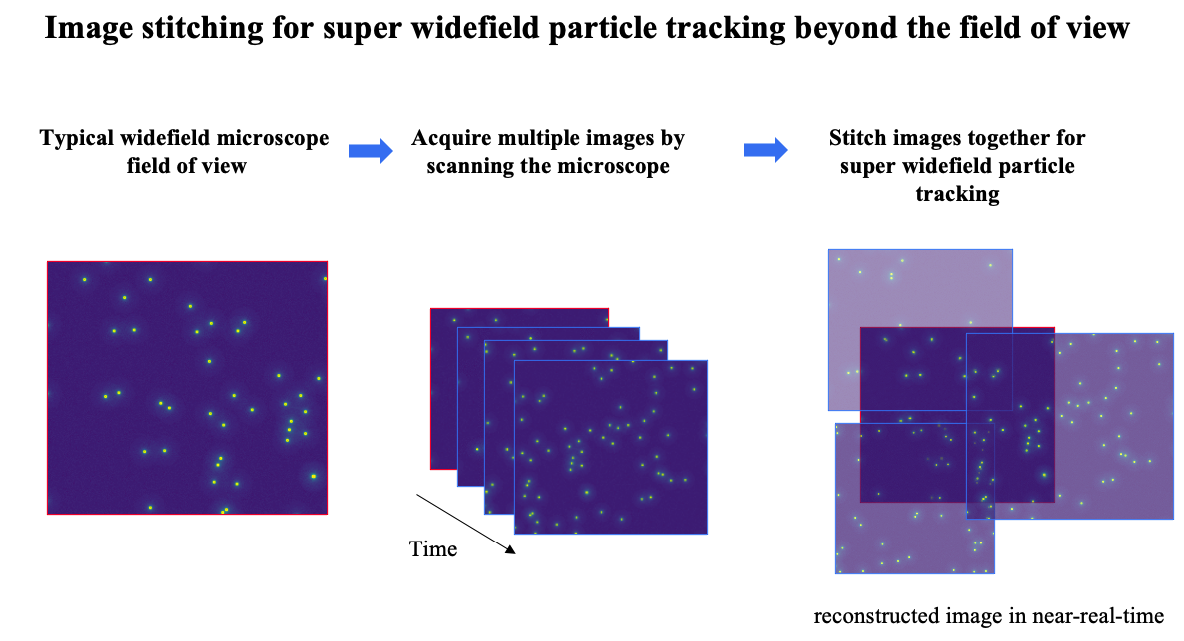 Image stitching for super widefield particle tracking beyond the field of view
Typical widefield microscope
field of view
Acquire multiple images by
scanning the microscope
Stitch images together for
super widefield particle
tracking
Time
reconstructed image in near-real-time